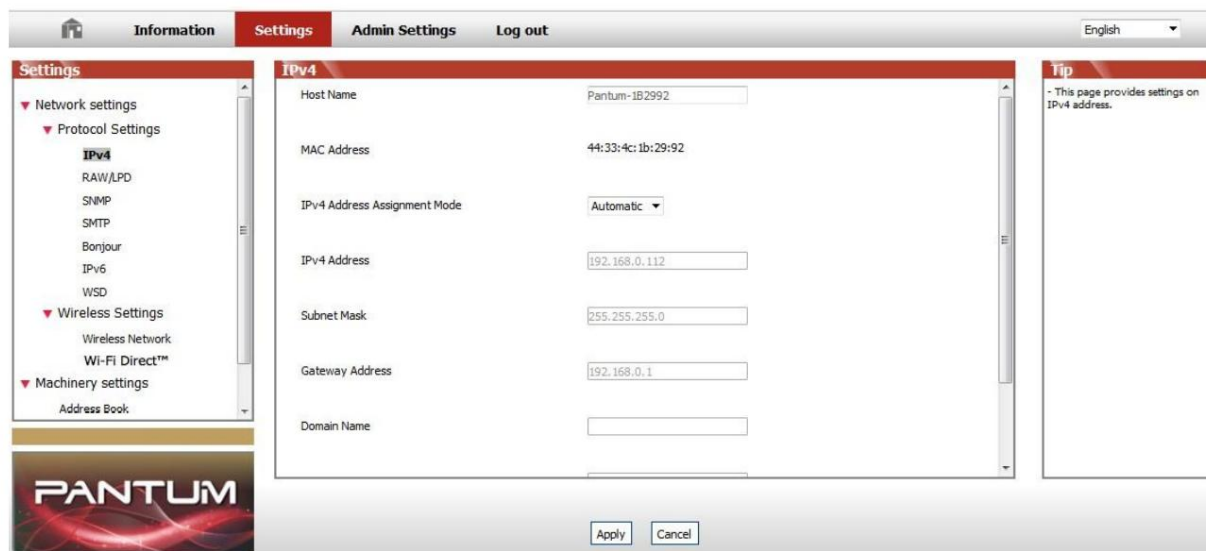 Information Settings Admin Settings Log out English
Settings
Network settings
Protocol Settings
IPv4
RAW/LPD
SNMP
SMTP
Bonjour
IPv6
WSD
Wireless Settings
Wireless Network
Wi-Fi Direct™
Machinery settings
Address Book
PANTUM
IPv4
Host Name Pantum-1B2992
MAC Address 44:33:4c:1b:29:92
IPv4 Address Assignment Mode Automatic
IPv4 Address 192.168.0.112
Subnet Mask 255.255.255.0
Gateway Address 192.168.0.1
Domain Name
Apply Cancel
Tip
- This page provides settings on
IPv4 address.